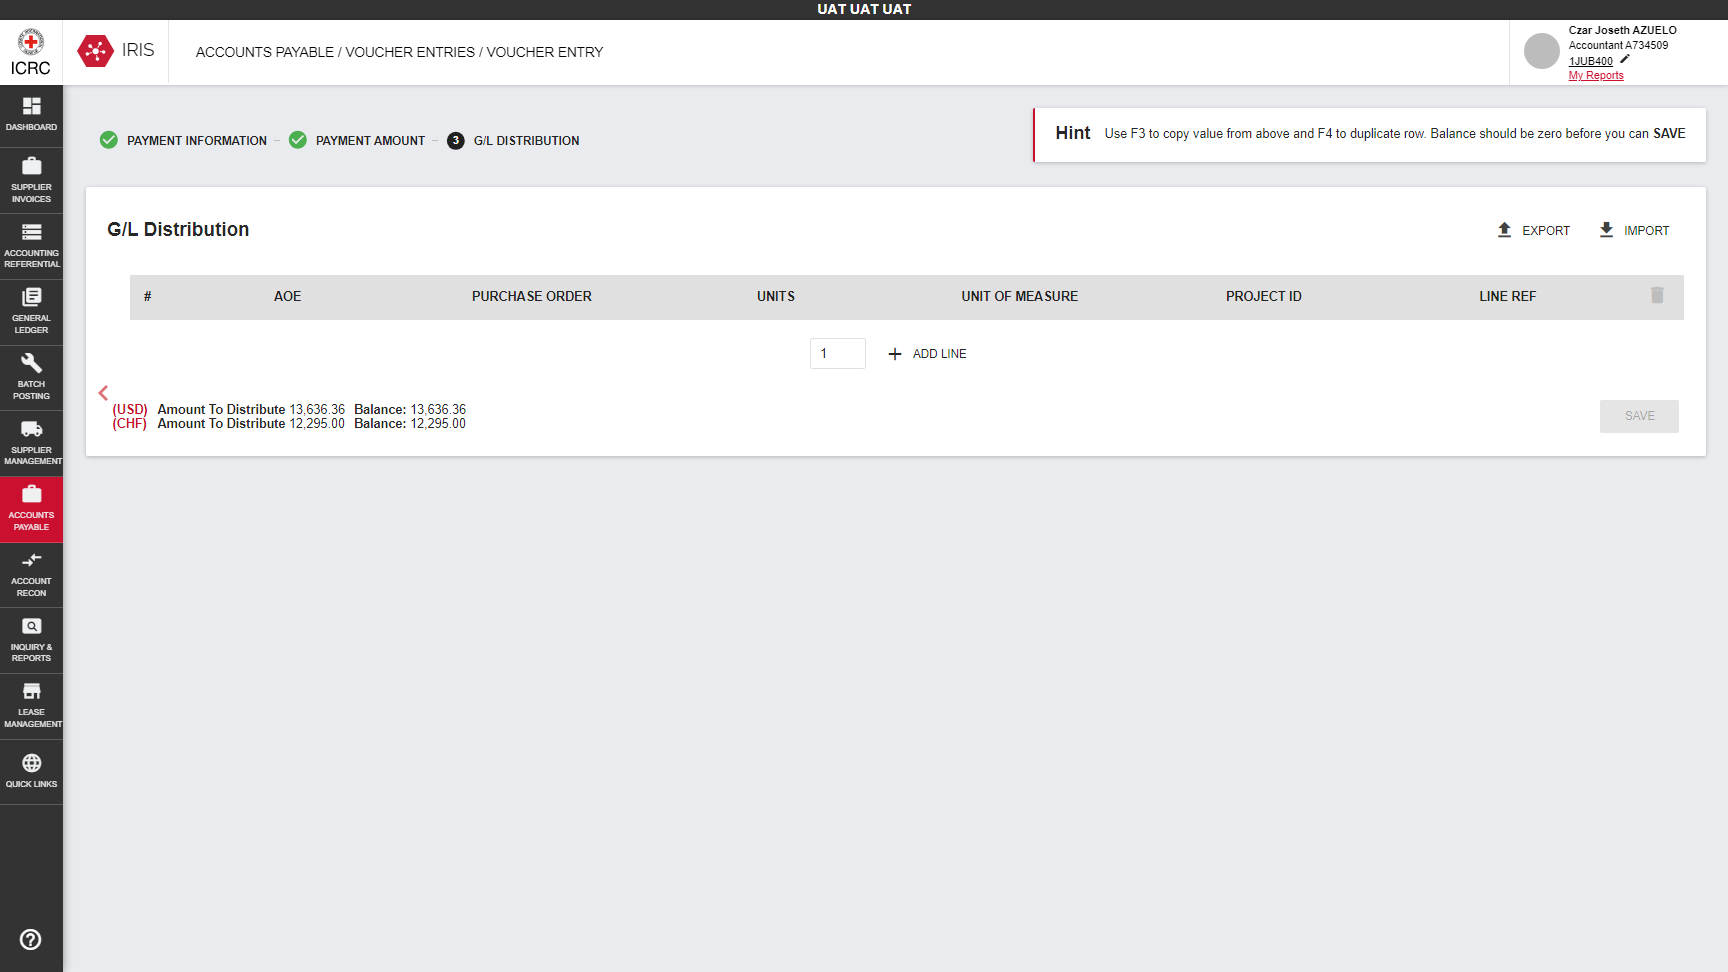 UAT UAT UAT
ICRC
IRIS
ACCOUNTS PAYABLE / VOUCHER ENTRIES / VOUCHER ENTRY
Czar Joseth AZUELO
Accountant A734509
1JUB400
My Reports
DASHBOARD
SUPPLIER
INVOICES
ACCOUNTING
REFERENTIAL
GENERAL
LEDGER
BATCH
POSTING
SUPPLIER
MANAGEMENT
ACCOUNTS
PAYABLE
ACCOUNT
RECON
INQUIRY &
REPORTS
LEASE
MANAGEMENT
QUICK LINKS
PAYMENT INFORMATION – PAYMENT AMOUNT – 3 G/L DISTRIBUTION
Hint Use F3 to copy value from above and F4 to duplicate row. Balance should be zero before you can SAVE
G/L Distribution
EXPORT IMPORT
# AOE PURCHASE ORDER UNITS UNIT OF MEASURE PROJECT ID LINE REF
1 + ADD LINE
(USD) Amount To Distribute 13,636.36 Balance: 13,636.36
(CHF) Amount To Distribute 12,295.00 Balance: 12,295.00
SAVE